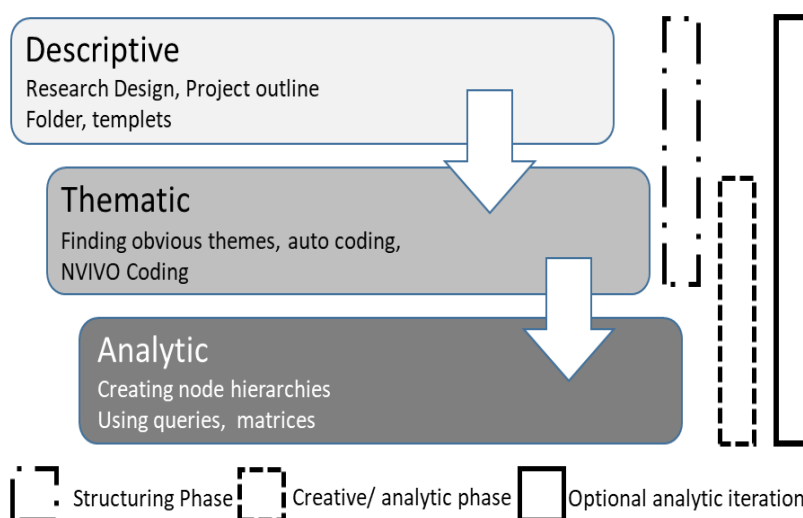 Descriptive
Research Design, Project outline
Folder, templets
Thematic
Finding obvious themes, auto coding,
NVIVO Coding
Analytic
Creating node hierarchies
Using queries, matrices
Structuring Phase Creative/ analytic phase Optional analytic iteration